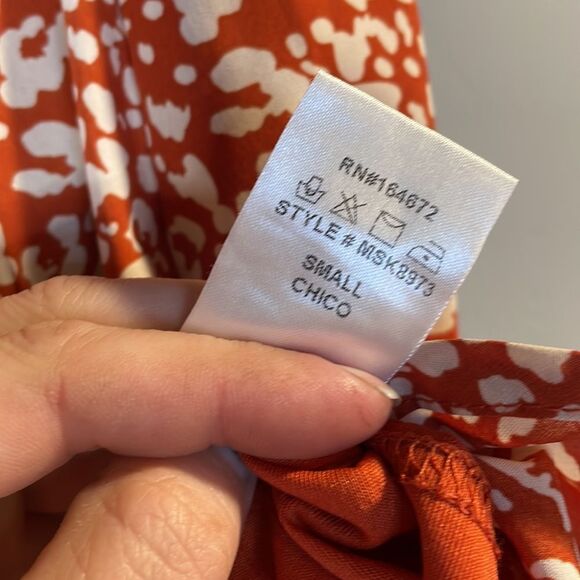 RN#164672
STYLE # MSK8973
SMALL
CHICO